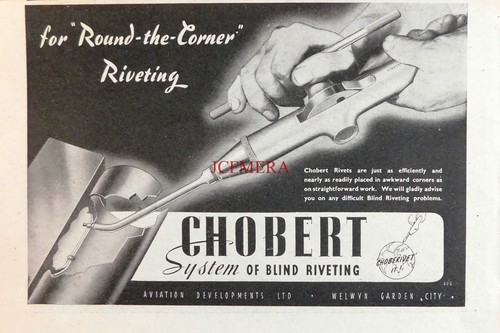 for "Round-the-Corner"
Riveting
JCFMERA
Chobert Rivets are just as efficiently and
nearly as readily placed in awkward corners as
on straightforward work. We will gladly advise
you on any difficult Blind Riveting problems.
CHOBERT
System OF BLIND RIVETING
CHOBERIVET
IT!
AVIATION DEVELOPMENTS LTD · WELWYN GARDEN CITY